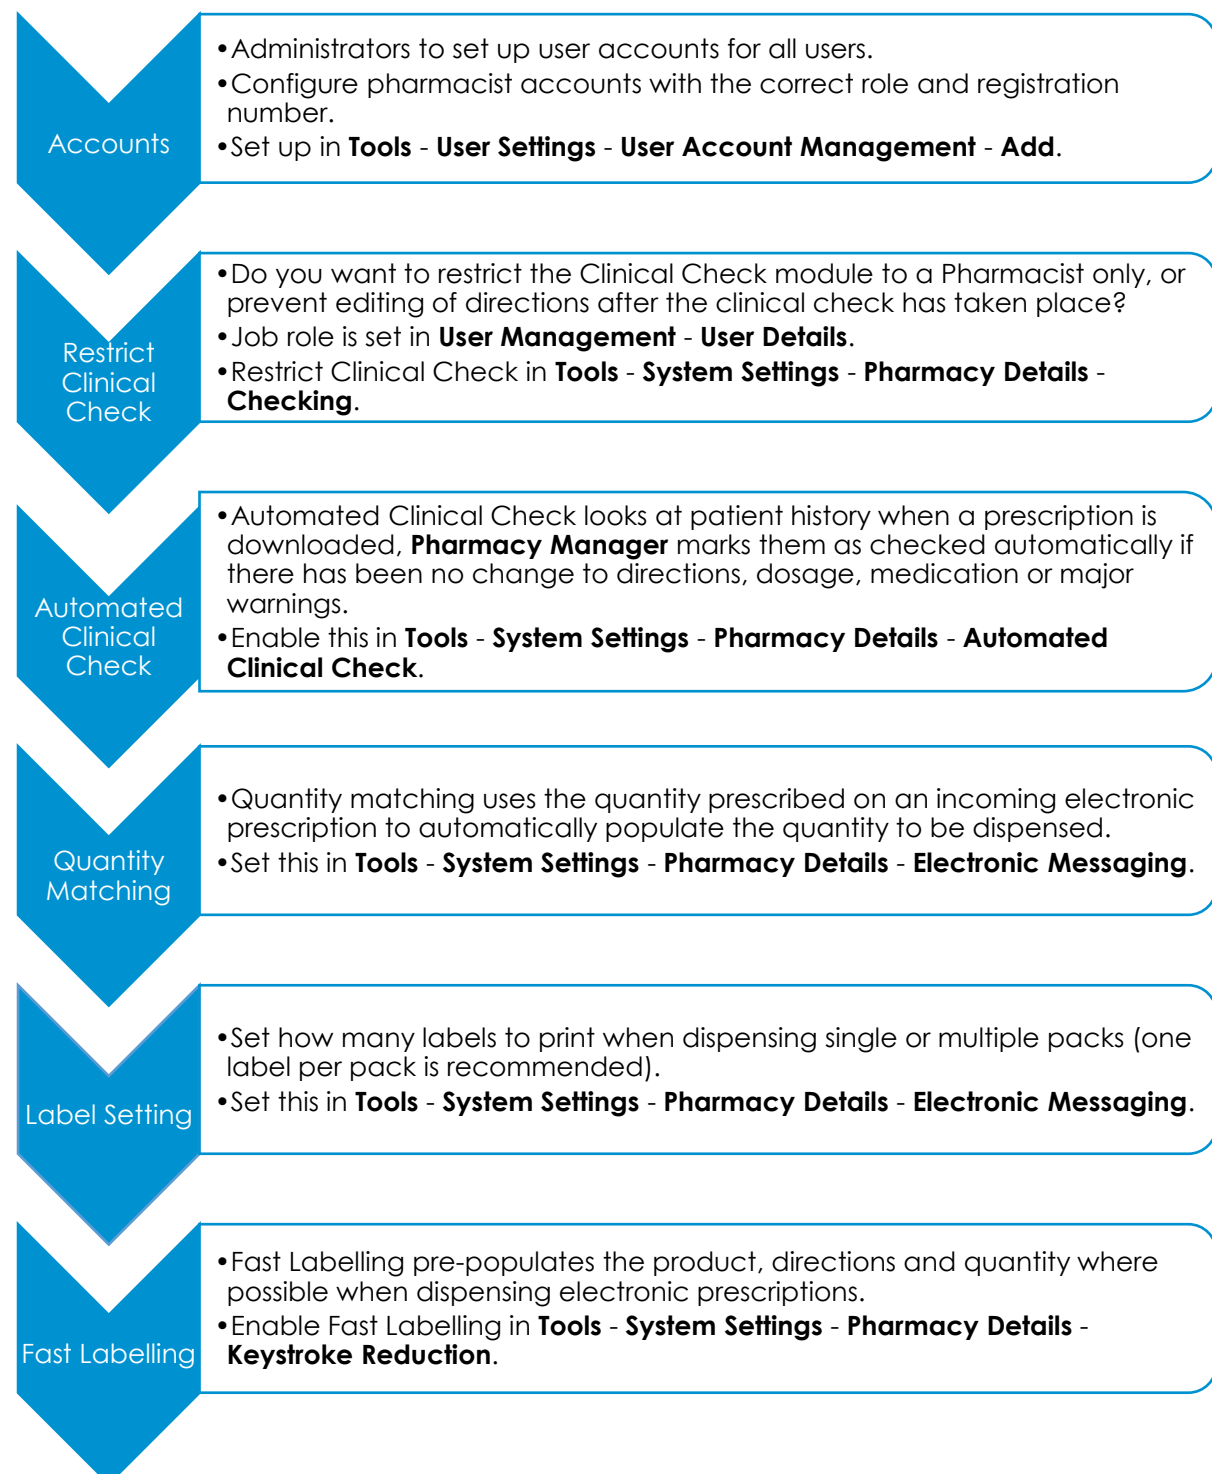 Accounts
•Administrators to set up user accounts for all users.
•Configure pharmacist accounts with the correct role and registration
number.
•Set up in Tools - User Settings - User Account Management - Add.
Restrict
Clinical
Check
•Do you want to restrict the Clinical Check module to a Pharmacist only, or
prevent editing of directions after the clinical check has taken place?
•Job role is set in User Management - User Details.
•Restrict Clinical Check in Tools - System Settings - Pharmacy Details -
Checking.
Automated
Clinical
Check
•Automated Clinical Check looks at patient history when a prescription is
downloaded, Pharmacy Manager marks them as checked automatically if
there has been no change to directions, dosage, medication or major
warnings.
•Enable this in Tools - System Settings - Pharmacy Details - Automated
Clinical Check.
Quantity
Matching
•Quantity matching uses the quantity prescribed on an incoming electronic
prescription to automatically populate the quantity to be dispensed.
•Set this in Tools - System Settings - Pharmacy Details - Electronic Messaging.
Label Setting
•Set how many labels to print when dispensing single or multiple packs (one
label per pack is recommended).
•Set this in Tools - System Settings - Pharmacy Details - Electronic Messaging.
Fast Labelling
•Fast Labelling pre-populates the product, directions and quantity where
possible when dispensing electronic prescriptions.
•Enable Fast Labelling in Tools - System Settings - Pharmacy Details -
Keystroke Reduction.